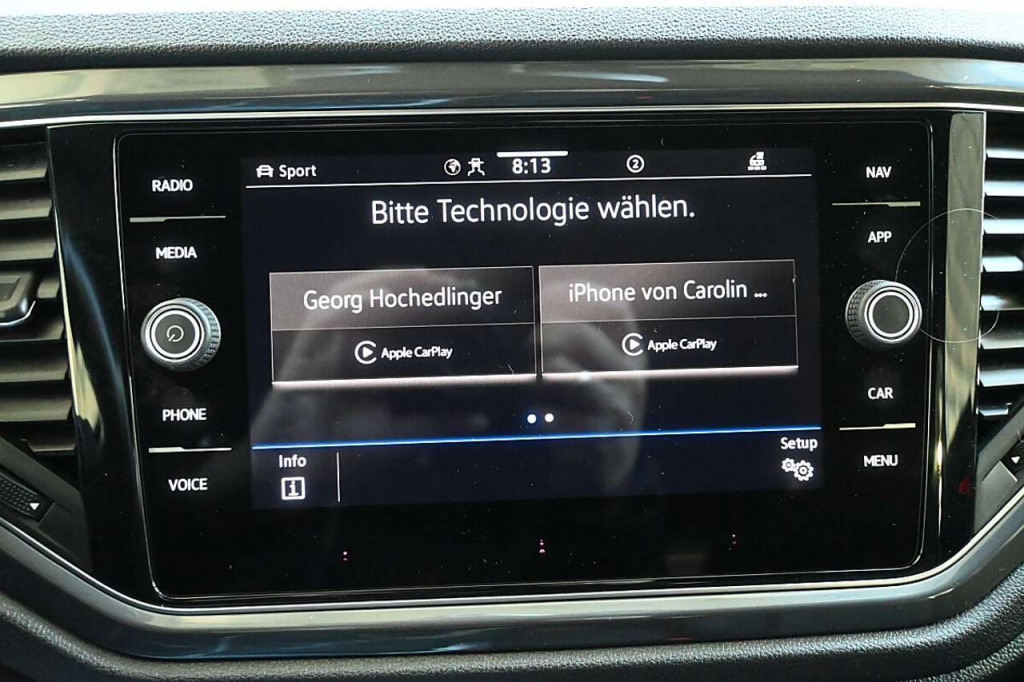 Sport
8:13
2
Bitte Technologie wählen.
Georg Hochedlinger
Apple CarPlay
iPhone von Carolin ...
Apple CarPlay
Info
i
Setup
RADIO
MEDIA
PHONE
VOICE
NAV
APP
CAR
MENU